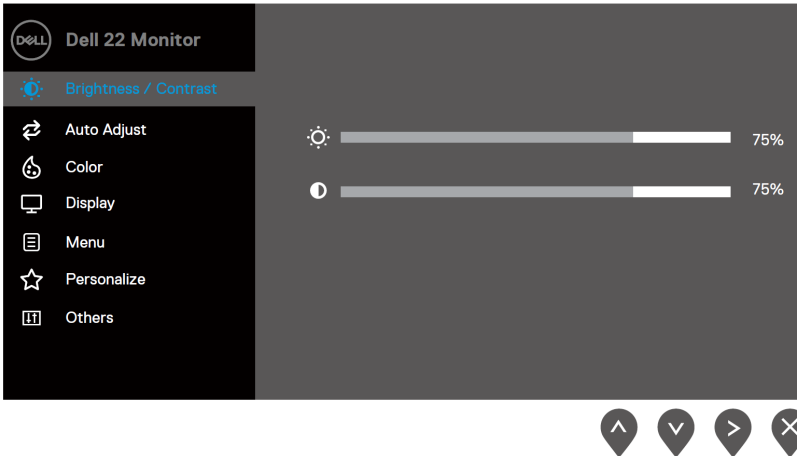 DELL Dell 22 Monitor
Brightness / Contrast
Auto Adjust
Color
Display
Menu
Personalize
Others
75%
75%